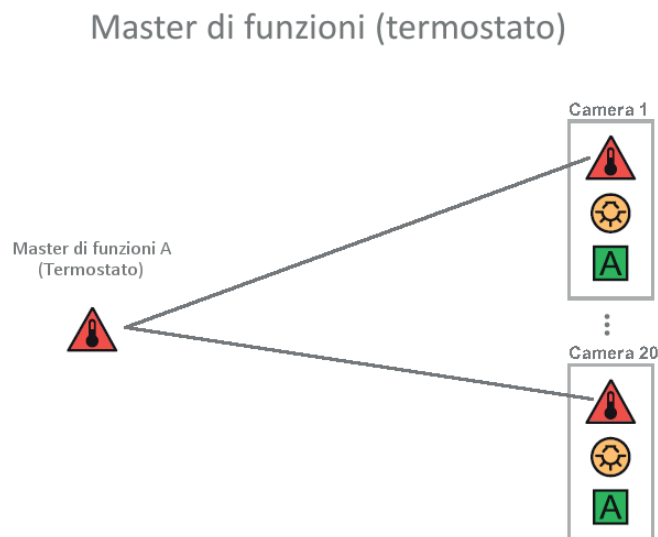 Master di funzioni (termostato)
Camera 1
A
Master di funzioni A
(Termostato)
Camera 20
A